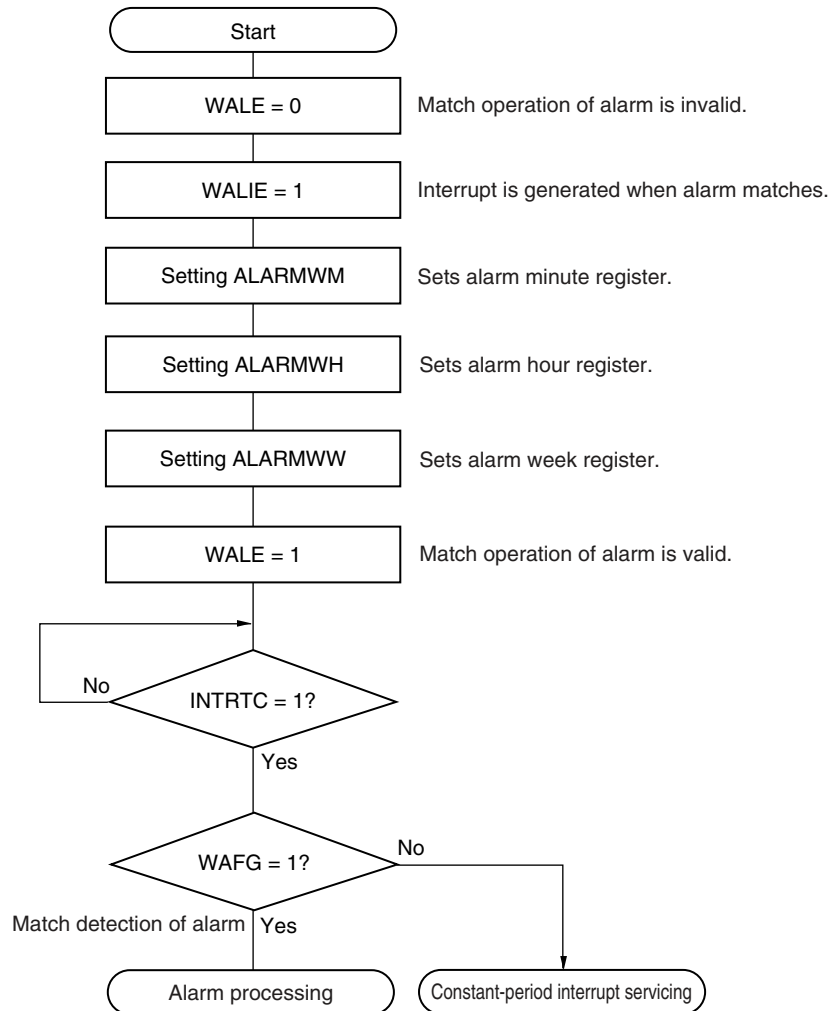 Start
WALE = 0
Match operation of alarm is invalid.
WALIE = 1
Interrupt is generated when alarm matches.
Setting ALARMWM
Sets alarm minute register.
Setting ALARMWH
Sets alarm hour register.
Setting ALARMWW
Sets alarm week register.
WALE = 1
Match operation of alarm is valid.
No
INTRTC = 1?
Yes
No
WAFG = 1?
Match detection of alarm
Yes
Alarm processing
Constant-period interrupt servicing